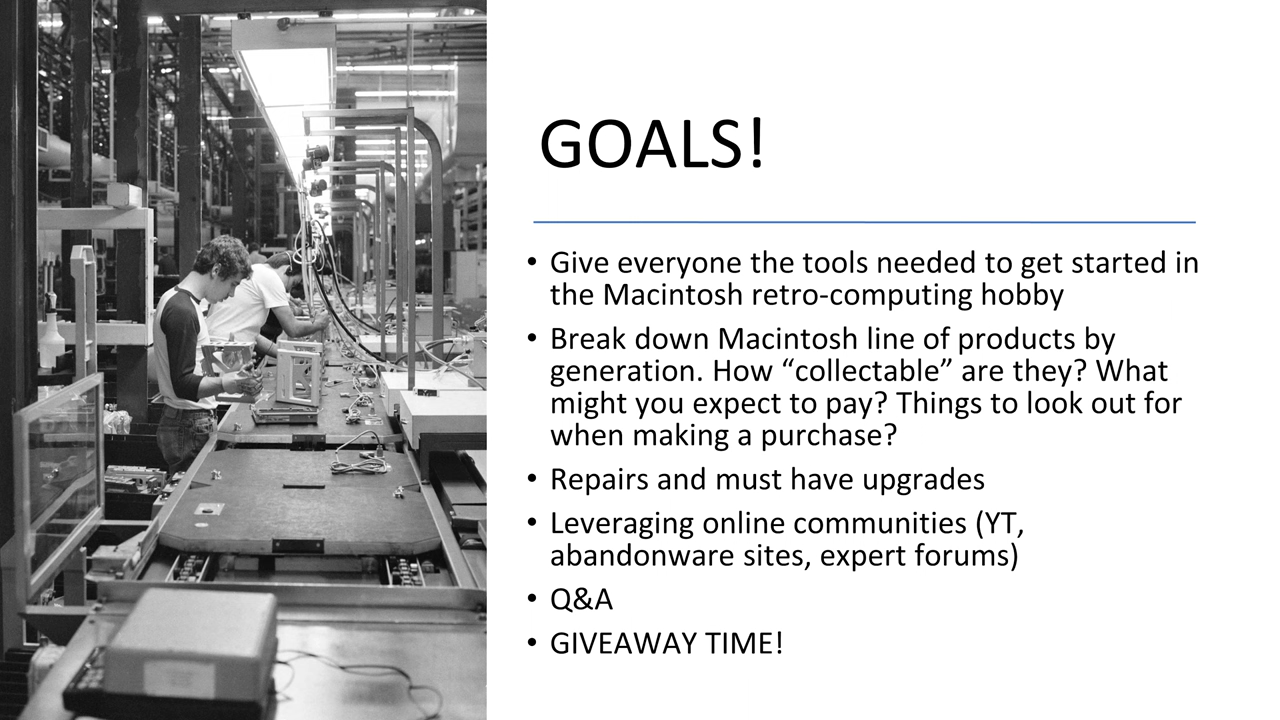 GOALS!
• Give everyone the tools needed to get started in
the Macintosh retro-computing hobby
• Break down Macintosh line of products by
generation. How “collectable” are they? What
might you expect to pay? Things to look out for
when making a purchase?
• Repairs and must have upgrades
• Leveraging online communities (YT,
abandonware sites, expert forums)
• Q&A
• GIVEAWAY TIME!